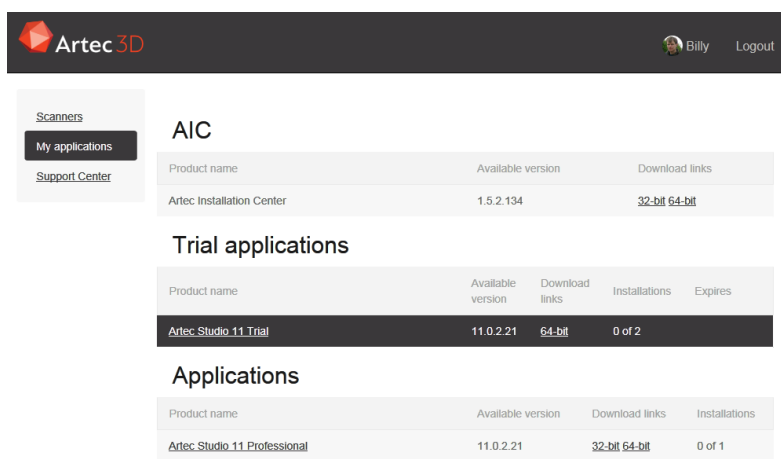 Artec 3D
Billy Logout
Scanners
My applications
Support Center
AIC
Product name Available version Download links
Artec Installation Center 1.5.2.134 32-bit 64-bit
Trial applications
Product name Available version Download links Installations Expires
Artec Studio 11 Trial 11.0.2.21 64-bit 0 of 2
Applications
Product name Available version Download links Installations
Artec Studio 11 Professional 11.0.2.21 32-bit 64-bit 0 of 1